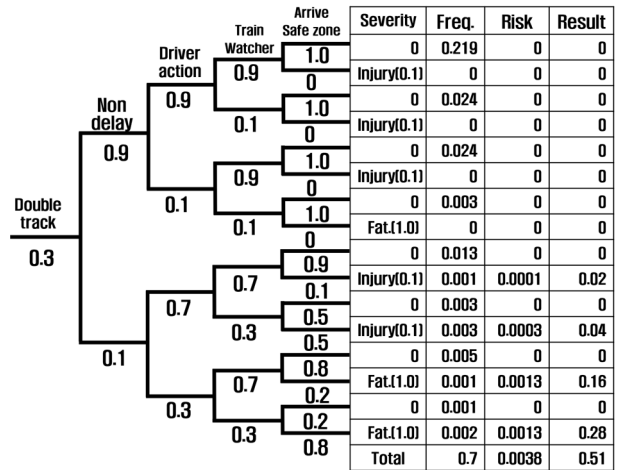 Arrive
Safe zone
Train
Watcher
Driver
action
Non
delay
Double
track
0.3
0.9
0.1
0.9
0.1
0.7
0.3
0.9
0.1
0.9
0.1
0.7
0.3
0.7
0.3
1.0
0
1.0
0
1.0
0
1.0
0
0.9
0.1
0.5
0.5
0.8
0.2
0.2
0.8
Severity Freq. Risk Result
0 0.219 0 0
Injury(0.1) 0 0 0
0 0.024 0 0
Injury(0.1) 0 0 0
0 0.024 0 0
Injury(0.1) 0 0 0
0 0.003 0 0
Fat.(1.0) 0 0 0
0 0.013 0 0
Injury(0.1) 0.001 0.0001 0.02
0 0.003 0 0
Injury(0.1) 0.003 0.0003 0.04
0 0.005 0 0
Fat.(1.0) 0.001 0.0013 0.16
0 0.001 0 0
Fat.(1.0) 0.002 0.0013 0.28
Total 0.7 0.0038 0.51